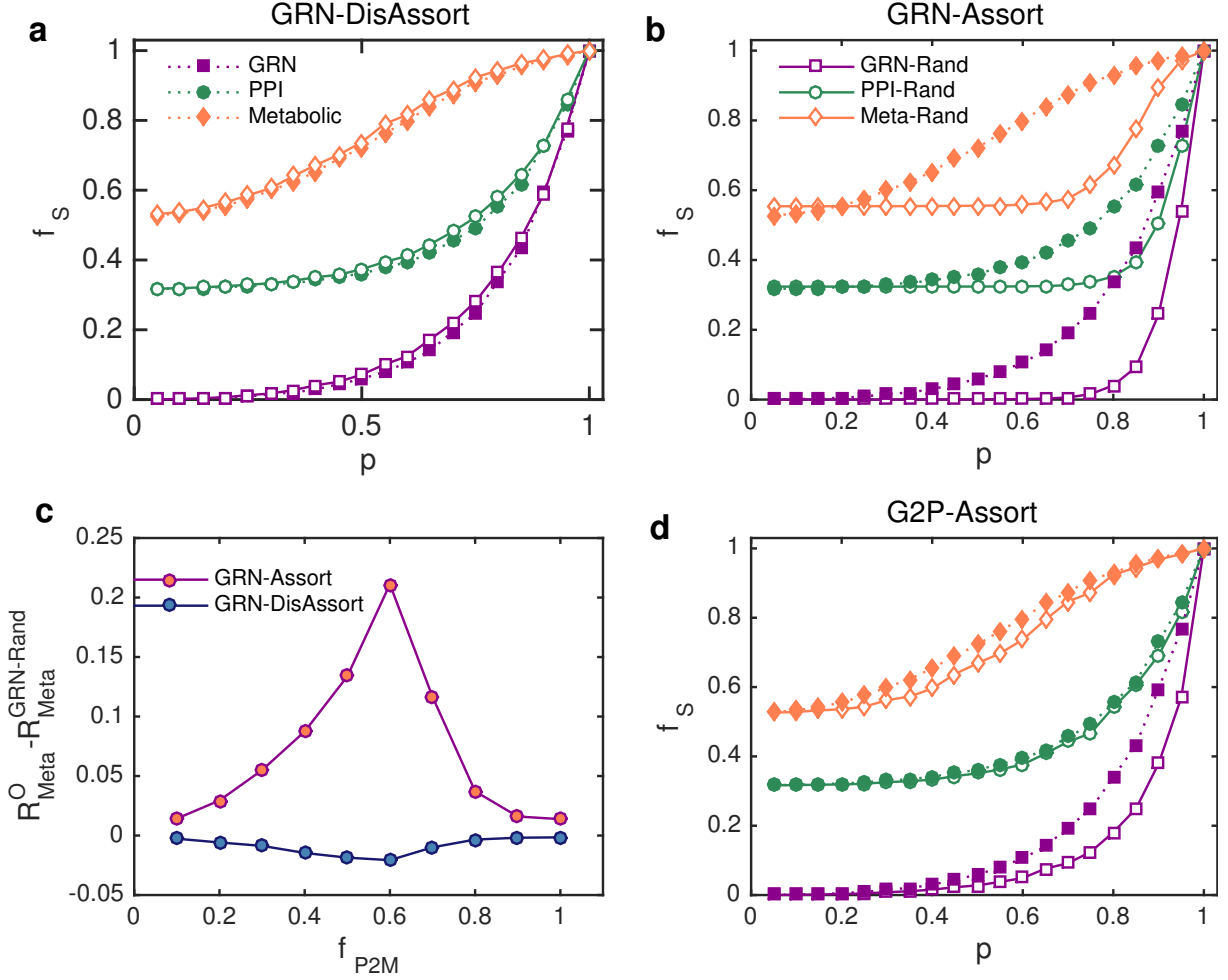 GRN-DisAssort
a
1
0.8
0.6
0.4
0.2
0
f S
GRN
PPI
Metabolic
0
0.5
1
p
GRN-Assort
b
1
0.8
0.6
0.4
0.2
0
f S
GRN-Rand
PPI-Rand
Meta-Rand
0
0.2
0.4
0.6
0.8
1
p
c
0.25
0.2
0.15
0.1
0.05
0
-0.05
R^O_Meta-R^GRN-Rand_Meta
GRN-Assort
GRN-DisAssort
0
0.2
0.4
0.6
0.8
1
f P2M
G2P-Assort
d
1
0.8
0.6
0.4
0.2
0
f S
0
0.2
0.4
0.6
0.8
1
p